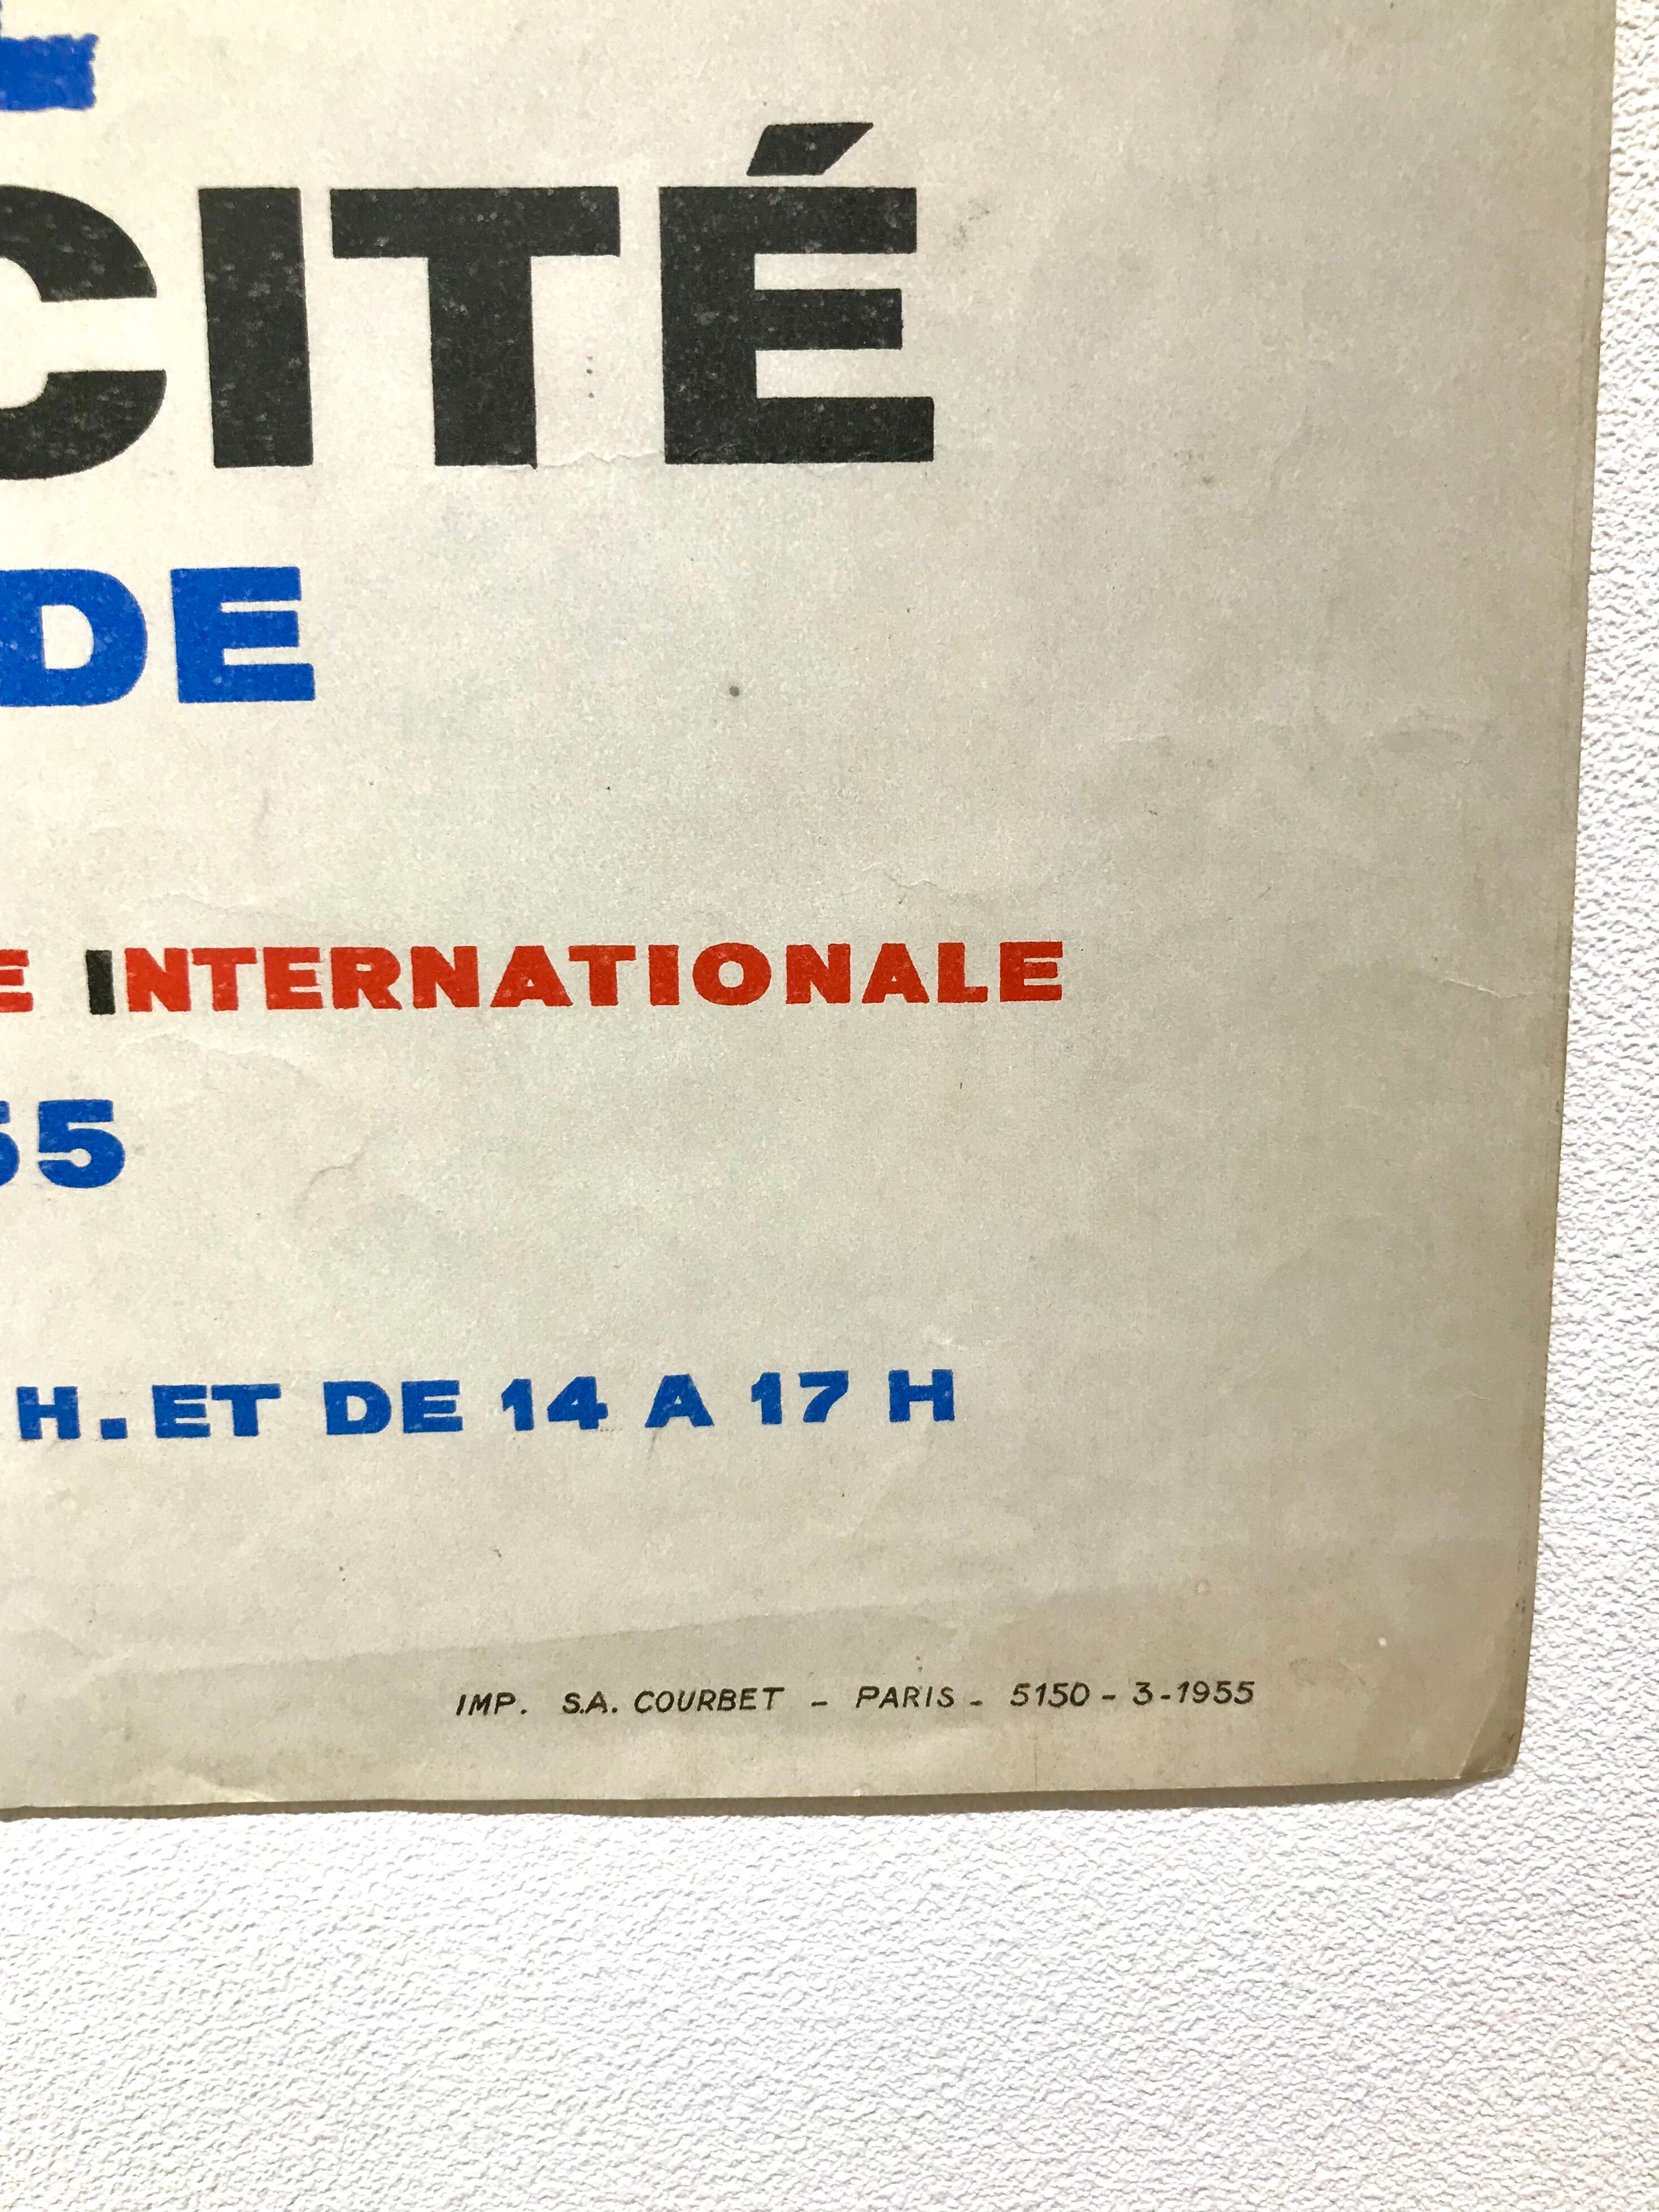 L
CITÉ
DE
E INTERNATIONALE
55
H. ET DE 14 A 17 H
IMP. S.A. COURBET - PARIS - 5150 - 3-1955